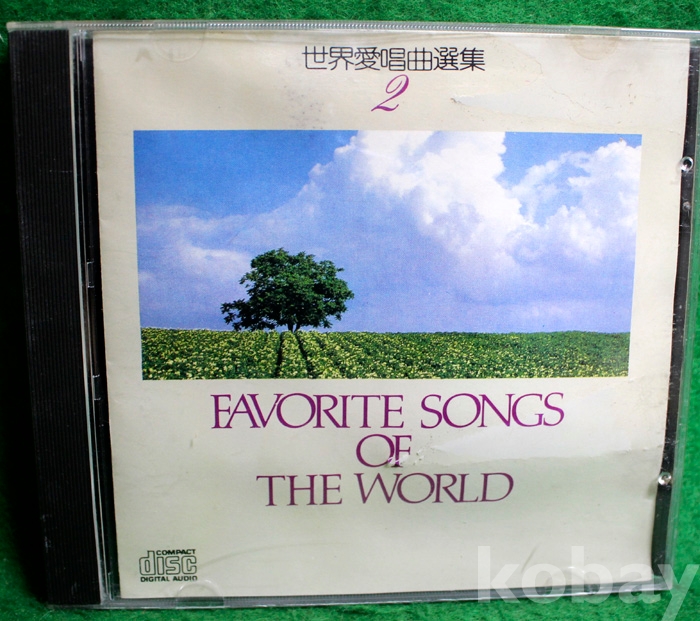 世界愛唱曲選集
2
FAVORITE SONGS
OF
THE WORLD
COMPACT
disc
DIGITAL AUDIO
kobay